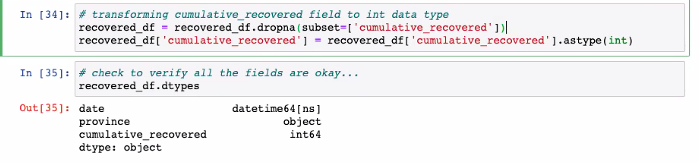 In [34]: # transforming cumulative_recovered field to int data type
recovered_df = recovered_df.dropna(subset=['cumulative_recovered'])
recovered_df['cumulative_recovered'] = recovered_df['cumulative_recovered'].astype(int)
In [35]: # check to verify all the fields are okay...
recovered_df.dtypes
Out[35]: date datetime64[ns]
province object
cumulative_recovered int64
dtype: object